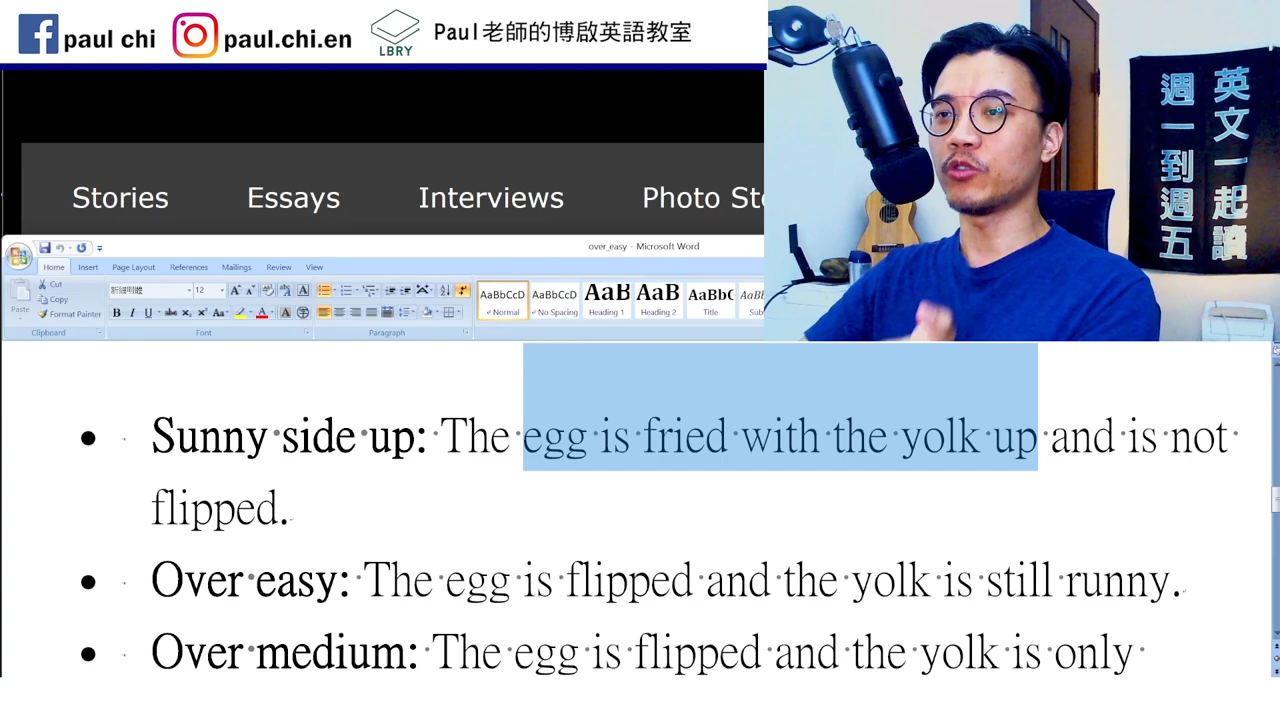 paul chi
paul.chi.en
LBRY
Paul老師的博啟英語教室
Stories Essays Interviews Photo Sto
over_easy - Microsoft Word
Home Insert Page Layout References Mailings Review View
Cut
Copy
Format Painter
Paste
新細明體 12
AaBbCcD AaBbCcD AaBb AaB AaBbC AaBb
Normal No Spacing Heading 1 Heading 2 Title Sub
Clipboard Font Paragraph
英文一起讀
週一到週五
• Sunny side up: The egg is fried with the yolk up and is not
flipped.
• Over easy: The egg is flipped and the yolk is still runny.
• Over medium: The egg is flipped and the yolk is only